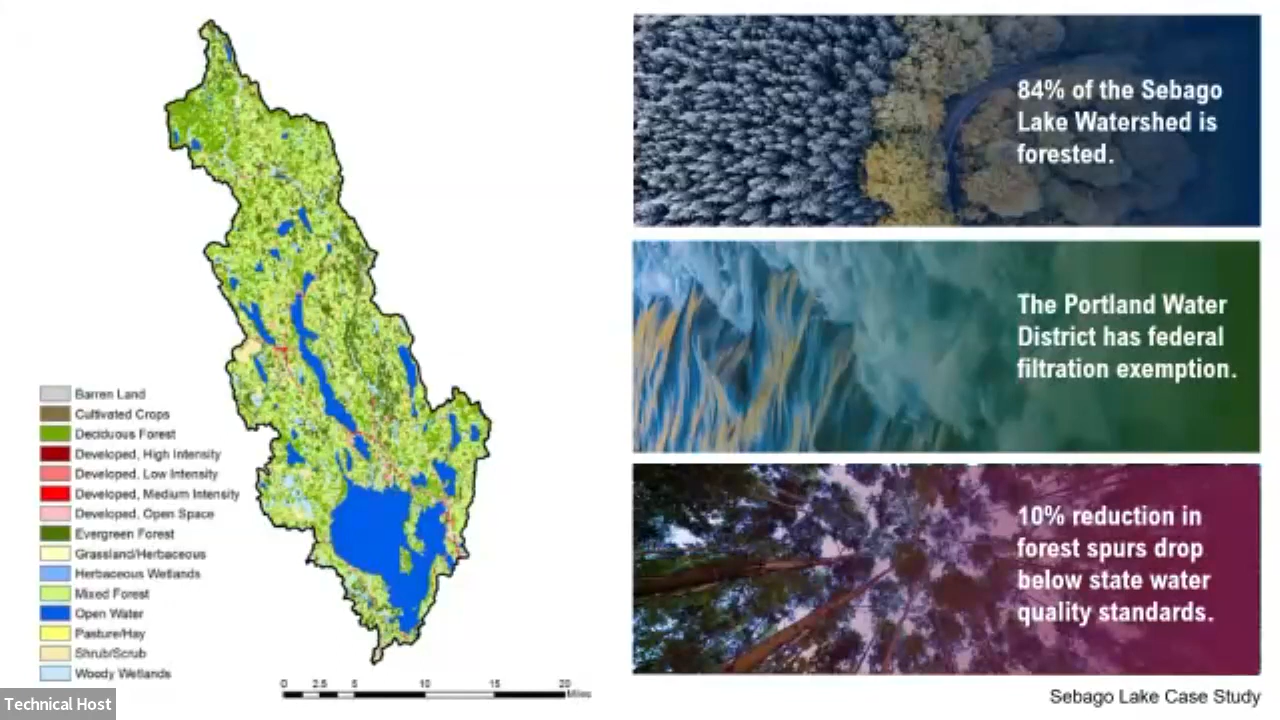 84% of the Sebago
Lake Watershed is
forested.
The Portland Water
District has federal
filtration exemption.
10% reduction in
forest spurs drop
below state water
quality standards.
Barren Land
Cultivated Crops
Deciduous Forest
Developed, High Intensity
Developed, Low Intensity
Developed, Medium Intensity
Developed, Open Space
Evergreen Forest
Grassland/Herbaceous
Herbaceous Wetlands
Mixed Forest
Open Water
Pasture/Hay
Shrub/Scrub
Woody Wetlands
0 2.5 5 10 15 20
Miles
Sebago Lake Case Study
Technical Host